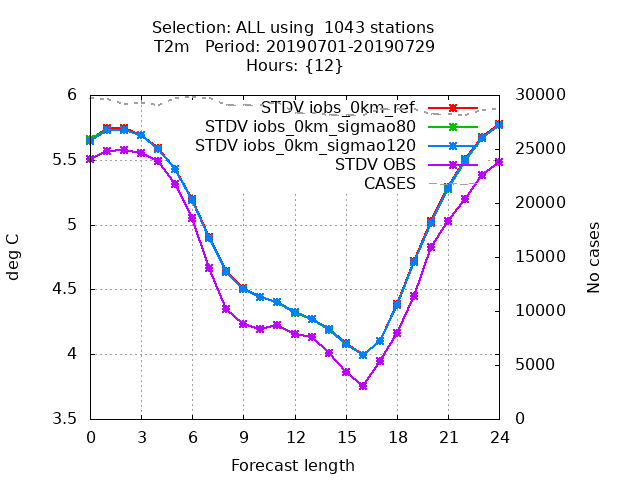 Selection: ALL using  1043 stations
T2m   Period: 20190701-20190729
Hours: {12}
6 30000
STDV iobs_0km_ref
STDV iobs_0km_sigmao80
STDV iobs_0km_sigmao120
5.5 25000
STDV OBS
CASES
5 20000
deg C
No cases
15000
4.5
10000
4 5000
3.5 0
0 3 6 9 12 15 18 21 24
Forecast length